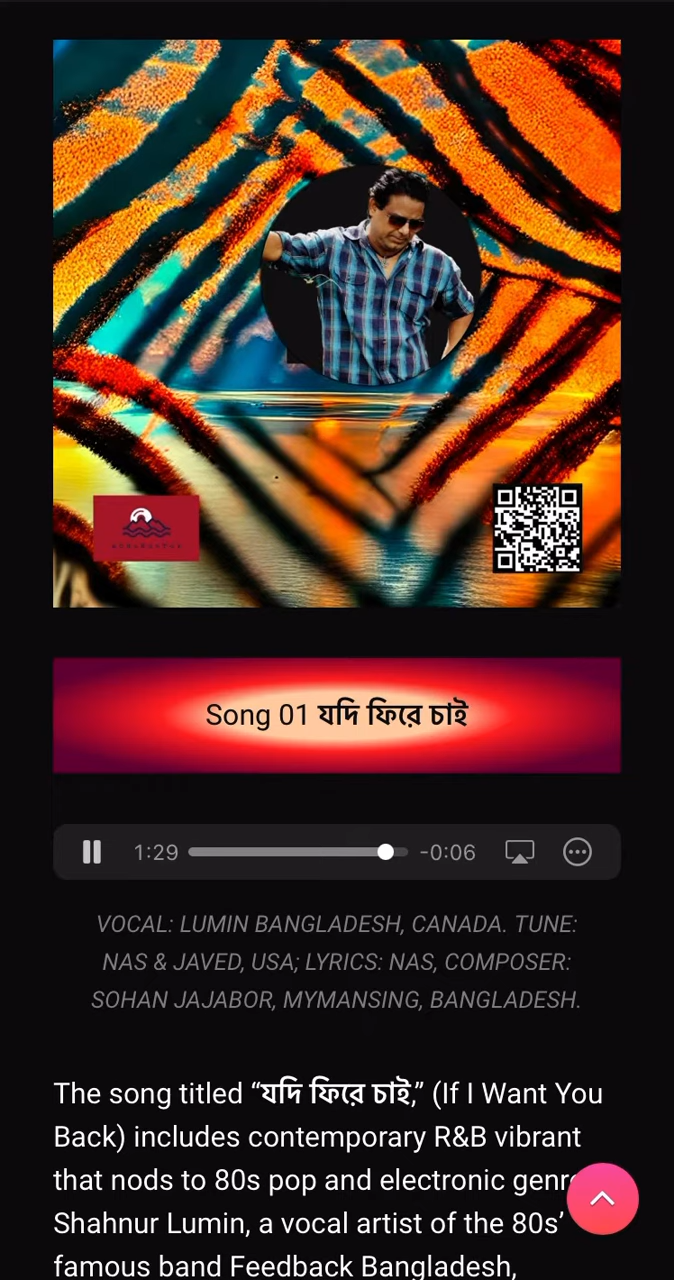 Song 01 যদি ফিরে চাই
1:29
-0:06
VOCAL: LUMIN BANGLADESH, CANADA. TUNE:
NAS & JAVED, USA; LYRICS: NAS, COMPOSER:
SOHAN JAJABOR, MYMANSING, BANGLADESH.
The song titled “যদি ফিরে চাই,” (If I Want You
Back) includes contemporary R&B vibrant
that nods to 80s pop and electronic genre
Shahnur Lumin, a vocal artist of the 80s’
famous band Feedback Bangladesh,